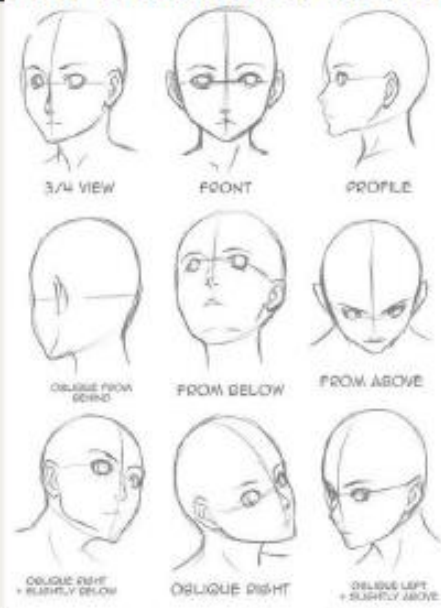 3/4 VIEW
FRONT
PROFILE
OBLIQUE FROM
BEHIND
FROM BELOW
FROM ABOVE
OBLIQUE RIGHT
+ SLIGHTLY BELOW
OBLIQUE RIGHT
OBLIQUE LEFT
+ SLIGHTLY ABOVE